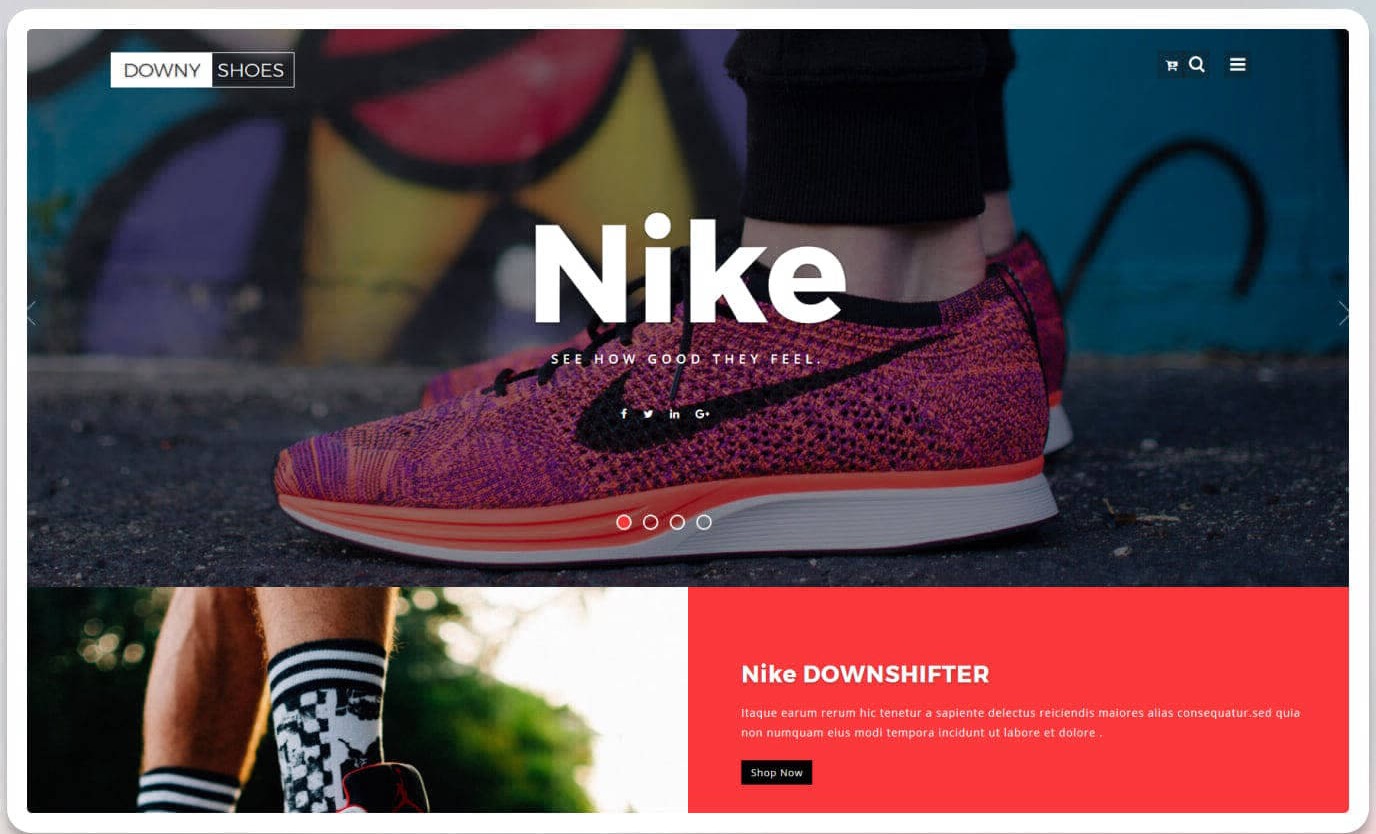 DOWNY SHOES
Nike
SEE HOW GOOD THEY FEEL.
Nike DOWNSHIFTER
Itaque earum rerum hic tenetur a sapiente delectus reiciendis maiores alias consequatur.sed quia
non numquam eius modi tempora incidunt ut labore et dolore .
Shop Now